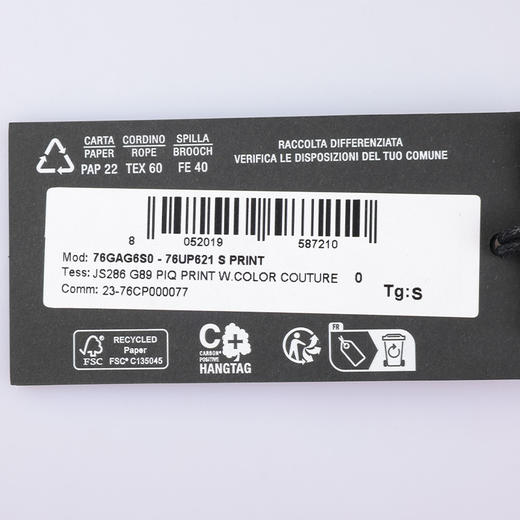 CARTA CORDINO SPILLA
PAPER ROPE BROOCH
PAP 22 TEX 60 FE 40
RACCOLTA DIFFERENZIATA
VERIFICA LE DISPOSIZIONI DEL TUO COMUNE
8 052019 587210
Mod: 76GAG6S0 - 76UP621 S PRINT
Tess: JS286 G89 PIQ PRINT W.COLOR COUTURE 0
Comm: 23-76CP000077
Tg:S
FSC
RECYCLED
Paper
FSC® C135045
C
CARBON*
POSITIVE
HANGTAG
FR